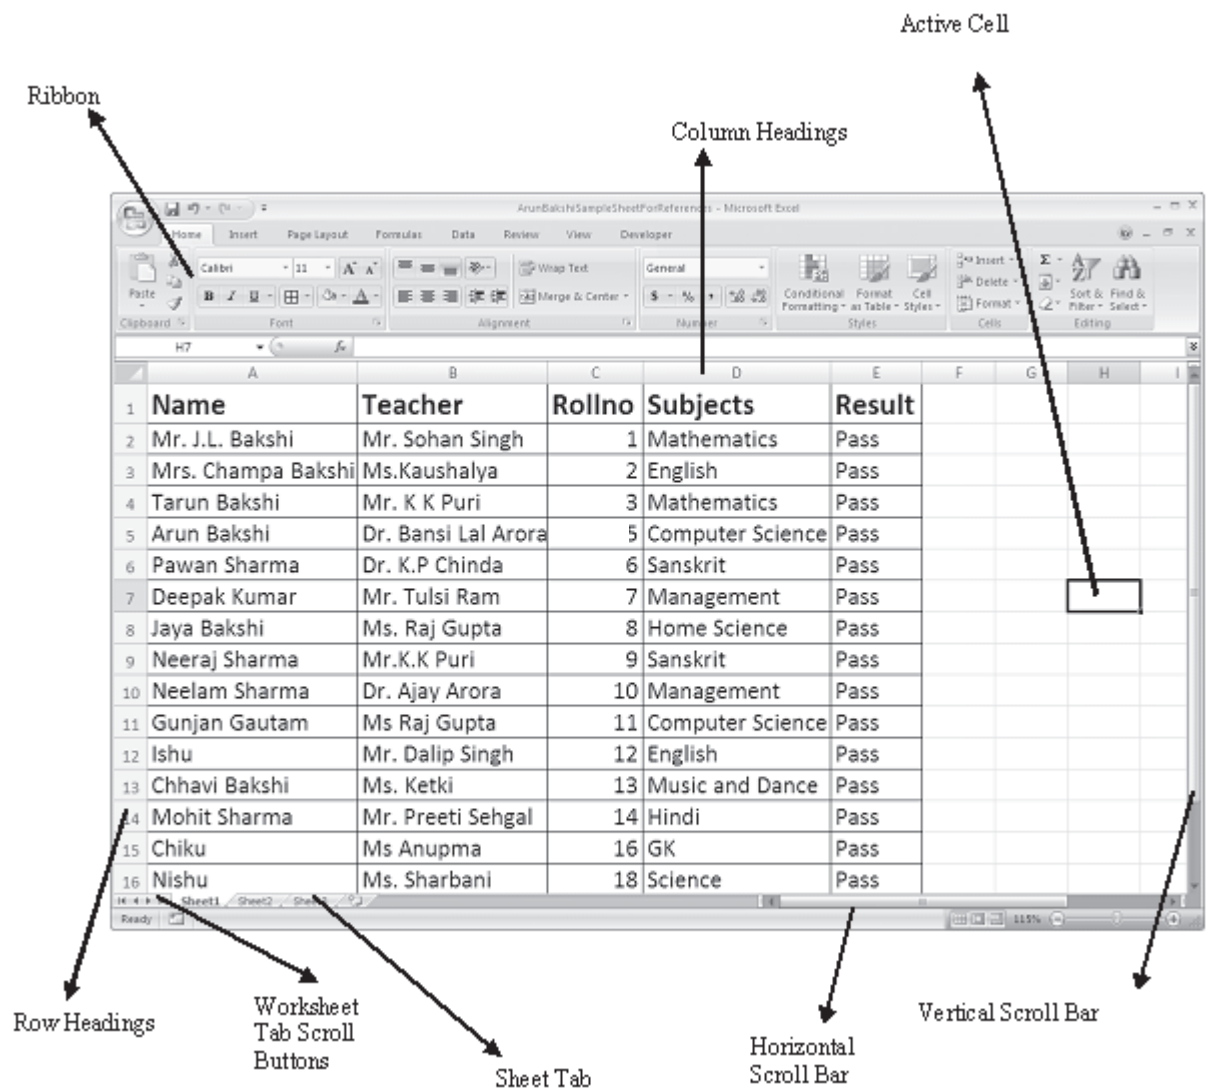 Active Cell
Ribbon
Column Headings
ArunBakshiSampleSheetForReferences - Microsoft Excel
Home Insert Page Layout Formulas Data Review View Developer
Calibri 11 Wrap Text General Insert
Paste B I U A Merge & Center $ % , Conditional Formatting Format as Table Cell Styles Delete Format Σ Sort & Filter Find & Select
Clipboard Font Alignment Number Styles Cells Editing
H7 fx
A B C D E F G H I
1 Name Teacher Rollno Subjects Result
2 Mr. J.L. Bakshi Mr. Sohan Singh 1 Mathematics Pass
3 Mrs. Champa Bakshi Ms.Kaushalya 2 English Pass
4 Tarun Bakshi Mr. K K Puri 3 Mathematics Pass
5 Arun Bakshi Dr. Bansi Lal Arora 5 Computer Science Pass
6 Pawan Sharma Dr. K.P Chinda 6 Sanskrit Pass
7 Deepak Kumar Mr. Tulsi Ram 7 Management Pass
8 Jaya Bakshi Ms. Raj Gupta 8 Home Science Pass
9 Neeraj Sharma Mr.K.K Puri 9 Sanskrit Pass
10 Neelam Sharma Dr. Ajay Arora 10 Management Pass
11 Gunjan Gautam Ms Raj Gupta 11 Computer Science Pass
12 Ishu Mr. Dalip Singh 12 English Pass
13 Chhavi Bakshi Ms. Ketki 13 Music and Dance Pass
14 Mohit Sharma Mr. Preeti Sehgal 14 Hindi Pass
15 Chiku Ms Anupma 16 GK Pass
16 Nishu Ms. Sharbani 18 Science Pass
Sheet1 Sheet2
Ready 115%
Row Headings
Worksheet
Tab Scroll
Buttons
Sheet Tab
Horizontal
Scroll Bar
Vertical Scroll Bar